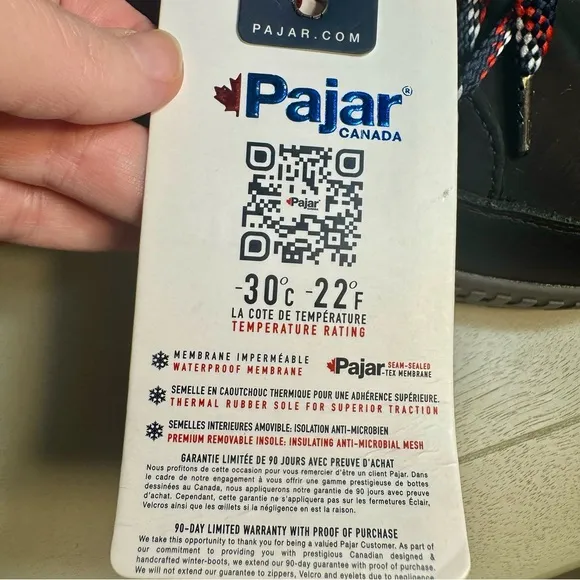 PAJAR.COM
Pajar®
CANADA
Pajar
-30°C -22°F
LA COTE DE TEMPÉRATURE
TEMPERATURE RATING
MEMBRANE IMPERMÉABLE
WATERPROOF MEMBRANE
Pajar SEAM-SEALED
-TEX MEMBRANE
SEMELLE EN CAOUTCHOUC THERMIQUE POUR UNE ADHÉRENCE SUPÉRIEURE.
THERMAL RUBBER SOLE FOR SUPERIOR TRACTION
SEMELLES INTERIEURES AMOVIBLE: ISOLATION ANTI-MICROBIEN
PREMIUM REMOVABLE INSOLE: INSULATING ANTI-MICROBIAL MESH
GARANTIE LIMITÉE DE 90 JOURS AVEC PREUVE D'ACHAT
Nous profitons de cette occasion pour vous remercier d'être un client Pajar. Dans
le cadre de notre engagement à vous offrir une gamme prestigieuse de bottes
dessinées au Canada, nous appliquerons notre garantie de 90 jours avec preuve
d'achat. Cependant, cette garantie ne s'appliquera pas sur les fermetures Éclair,
Velcros ainsi que les œillets si la négligence en est la raison.
90-DAY LIMITED WARRANTY WITH PROOF OF PURCHASE
We take this opportunity to thank you for being a valued Pajar Customer. As part of
our commitment to providing you with prestigious Canadian designed &
handcrafted winter-boots, we extend our 90-day guarantee with proof of purchase.
We will not extend our guarantee to zippers, Velcro and eyelets due to negligence